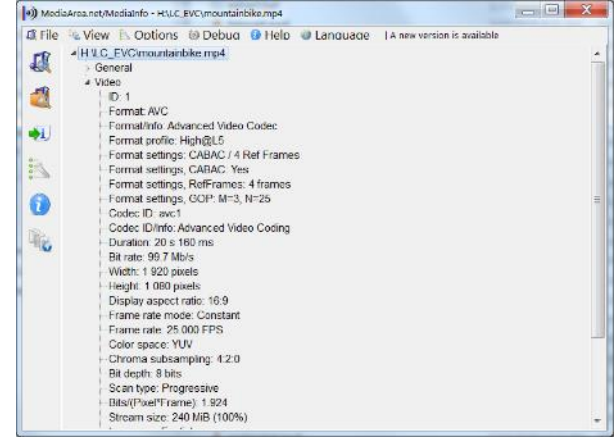 MediaArea.net/MediaInfo - H:\LC_EVC\mountainbike.mp4
File View Options Debug Help Language | A new version is available
H:\LC_EVC\mountainbike.mp4
General
Video
ID: 1
Format: AVC
Format/Info: Advanced Video Codec
Format profile: High@L5
Format settings: CABAC / 4 Ref Frames
Format settings, CABAC: Yes
Format settings, RefFrames: 4 frames
Format settings, GOP: M=3, N=25
Codec ID: avc1
Codec ID/Info: Advanced Video Coding
Duration: 20 s 160 ms
Bit rate: 99.7 Mb/s
Width: 1 920 pixels
Height: 1 080 pixels
Display aspect ratio: 16:9
Frame rate mode: Constant
Frame rate: 25.000 FPS
Color space: YUV
Chroma subsampling: 4:2:0
Bit depth: 8 bits
Scan type: Progressive
Bits/(Pixel*Frame): 1.924
Stream size: 240 MiB (100%)